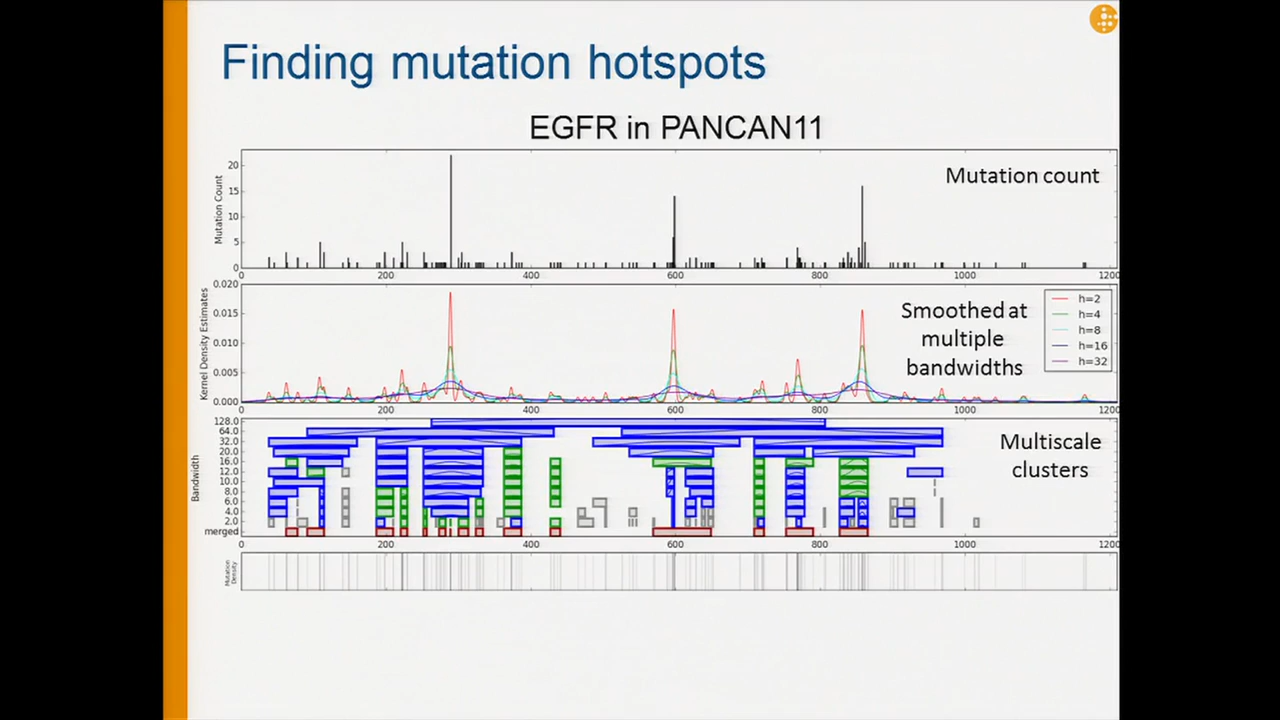 Finding mutation hotspots
EGFR in PANCAN11
Mutation count
Mutation Count
20
15
10
5
0
0 200 400 600 800 1000 1200
Smoothed at
multiple
bandwidths
h=2
h=4
h=8
h=16
h=32
Kernel Density Estimates
0.020
0.015
0.010
0.005
0.000
0 200 400 600 800 1000 1200
Multiscale
clusters
Bandwidth
128.0
64.0
32.0
20.0
16.0
12.0
10.0
8.0
6.0
4.0
2.0
merged
0 200 400 600 800 1000 1200
Mutation
Density